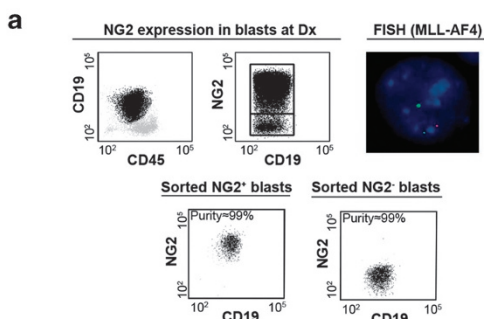 a
NG2 expression in blasts at Dx
FISH (MLL-AF4)
CD19
10⁵
10²
10²
10⁵
CD45
NG2
10⁵
10²
10²
10⁵
CD19
Sorted NG2⁺ blasts
Sorted NG2⁻ blasts
Purity≈99%
NG2
10⁵
10²
10²
10⁵
CD19
Purity≈99%
NG2
10⁵
10²
10²
10⁵
CD19